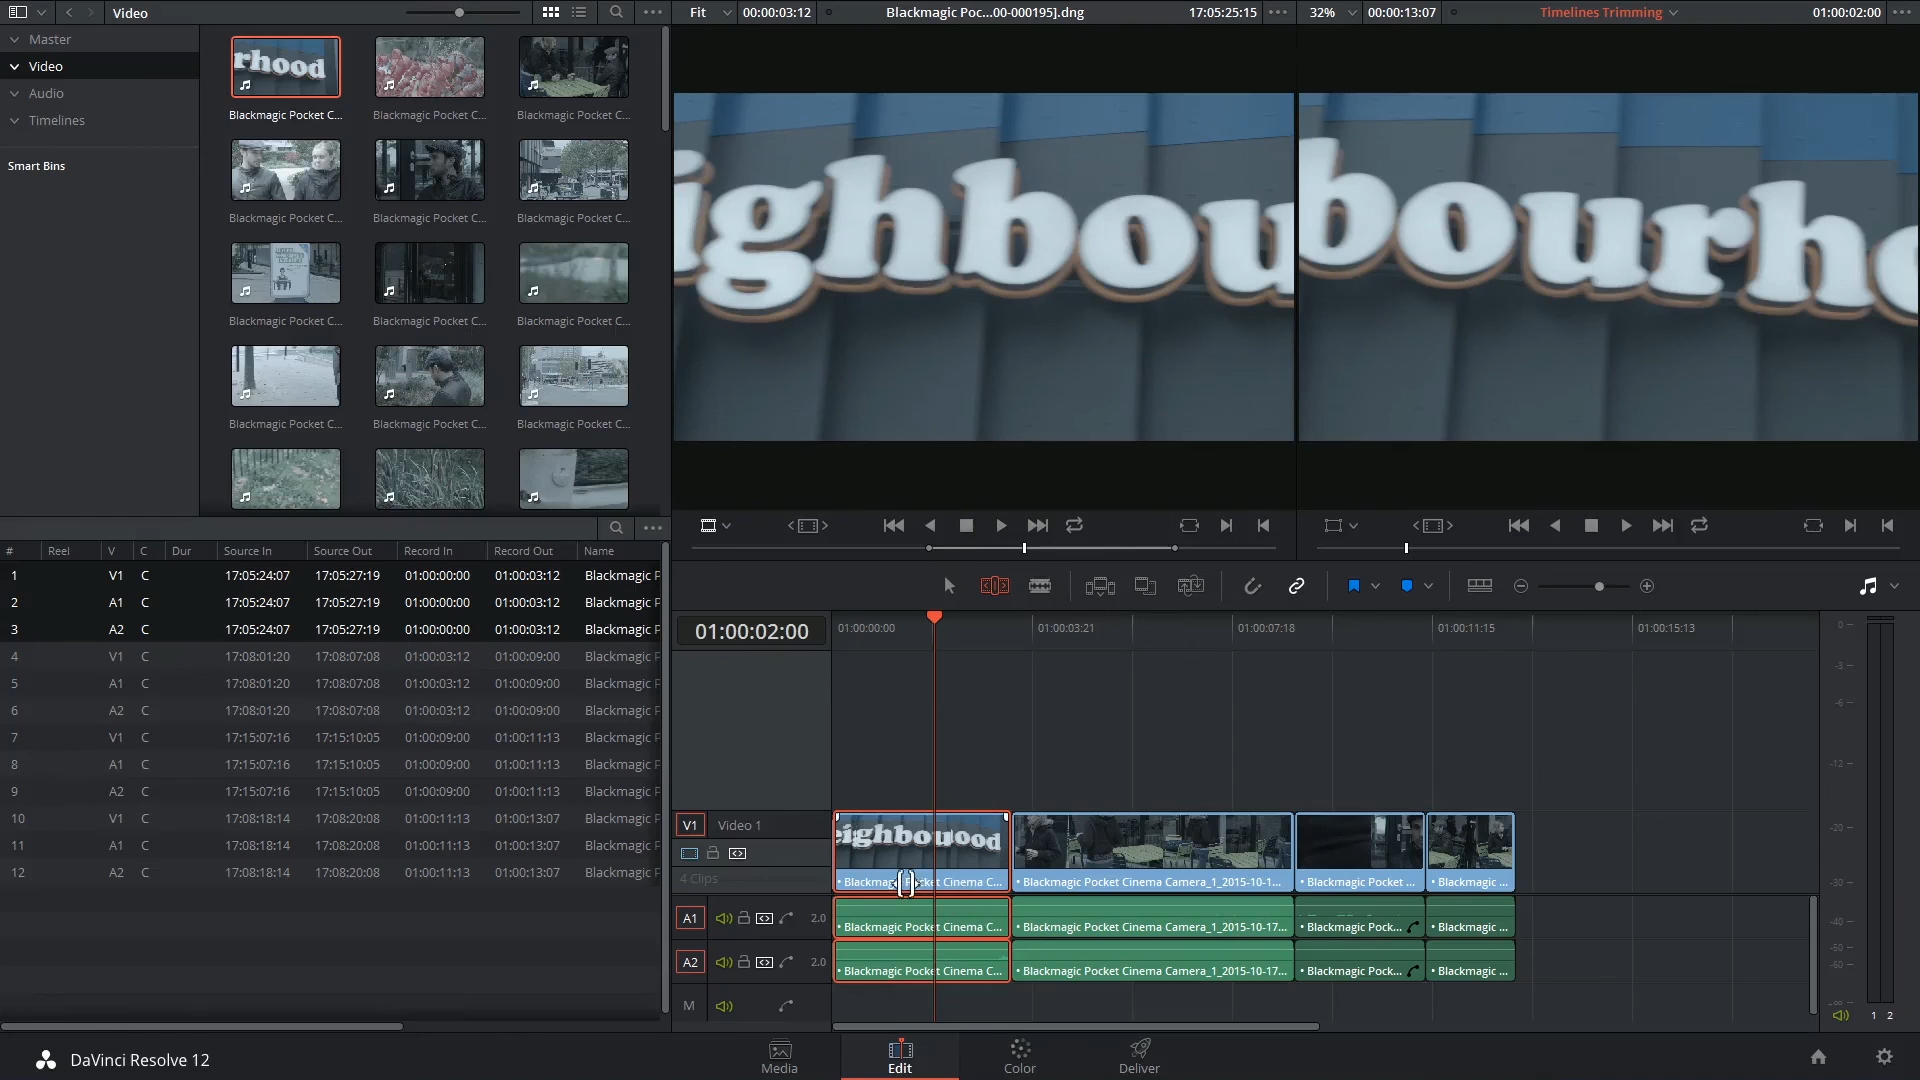 Video
Fit
00:00:03:12
Blackmagic Poc...00-000195].dng
17:05:25:15
32%
00:00:13:07
Timelines Trimming
01:00:02:00
Master
Video
Audio
Timelines
Smart Bins
rhood
Blackmagic Pocket C...
Blackmagic Pocket C...
Blackmagic Pocket C...
Blackmagic Pocket C...
Blackmagic Pocket C...
Blackmagic Pocket C...
Blackmagic Pocket C...
Blackmagic Pocket C...
Blackmagic Pocket C...
Blackmagic Pocket C...
Blackmagic Pocket C...
Blackmagic Pocket C...
ighbou
bourho
# Reel V C Dur Source In Source Out Record In Record Out Name
1 V1 C 17:05:24:07 17:05:27:19 01:00:00:00 01:00:03:12 Blackmagic P
2 A1 C 17:05:24:07 17:05:27:19 01:00:00:00 01:00:03:12 Blackmagic P
3 A2 C 17:05:24:07 17:05:27:19 01:00:00:00 01:00:03:12 Blackmagic P
4 V1 C 17:08:01:20 17:08:07:08 01:00:03:12 01:00:09:00 Blackmagic P
5 A1 C 17:08:01:20 17:08:07:08 01:00:03:12 01:00:09:00 Blackmagic P
6 A2 C 17:08:01:20 17:08:07:08 01:00:03:12 01:00:09:00 Blackmagic P
7 V1 C 17:15:07:16 17:15:10:05 01:00:09:00 01:00:11:13 Blackmagic P
8 A1 C 17:15:07:16 17:15:10:05 01:00:09:00 01:00:11:13 Blackmagic P
9 A2 C 17:15:07:16 17:15:10:05 01:00:09:00 01:00:11:13 Blackmagic P
10 V1 C 17:08:18:14 17:08:20:08 01:00:11:13 01:00:13:07 Blackmagic P
11 A1 C 17:08:18:14 17:08:20:08 01:00:11:13 01:00:13:07 Blackmagic P
12 A2 C 17:08:18:14 17:08:20:08 01:00:11:13 01:00:13:07 Blackmagic P
01:00:02:00
01:00:00:00
01:00:03:21
01:00:07:18
01:00:11:15
01:00:15:13
V1 Video 1
4 Clips
eighbouood
• Blackmagic Pocket Cinema C...
• Blackmagic Pocket Cinema Camera_1_2015-10-1...
• Blackmagic Pocket ...
• Blackmagic ...
A1 2.0
• Blackmagic Pocket Cinema C...
• Blackmagic Pocket Cinema Camera_1_2015-10-17...
• Blackmagic Pock...
• Blackmagic ...
A2 2.0
• Blackmagic Pocket Cinema C...
• Blackmagic Pocket Cinema Camera_1_2015-10-17...
• Blackmagic Pock...
• Blackmagic ...
M
0
-3
-6
-12
-20
-30
-40
-50
-60
1 2
DaVinci Resolve 12
Media
Edit
Color
Deliver